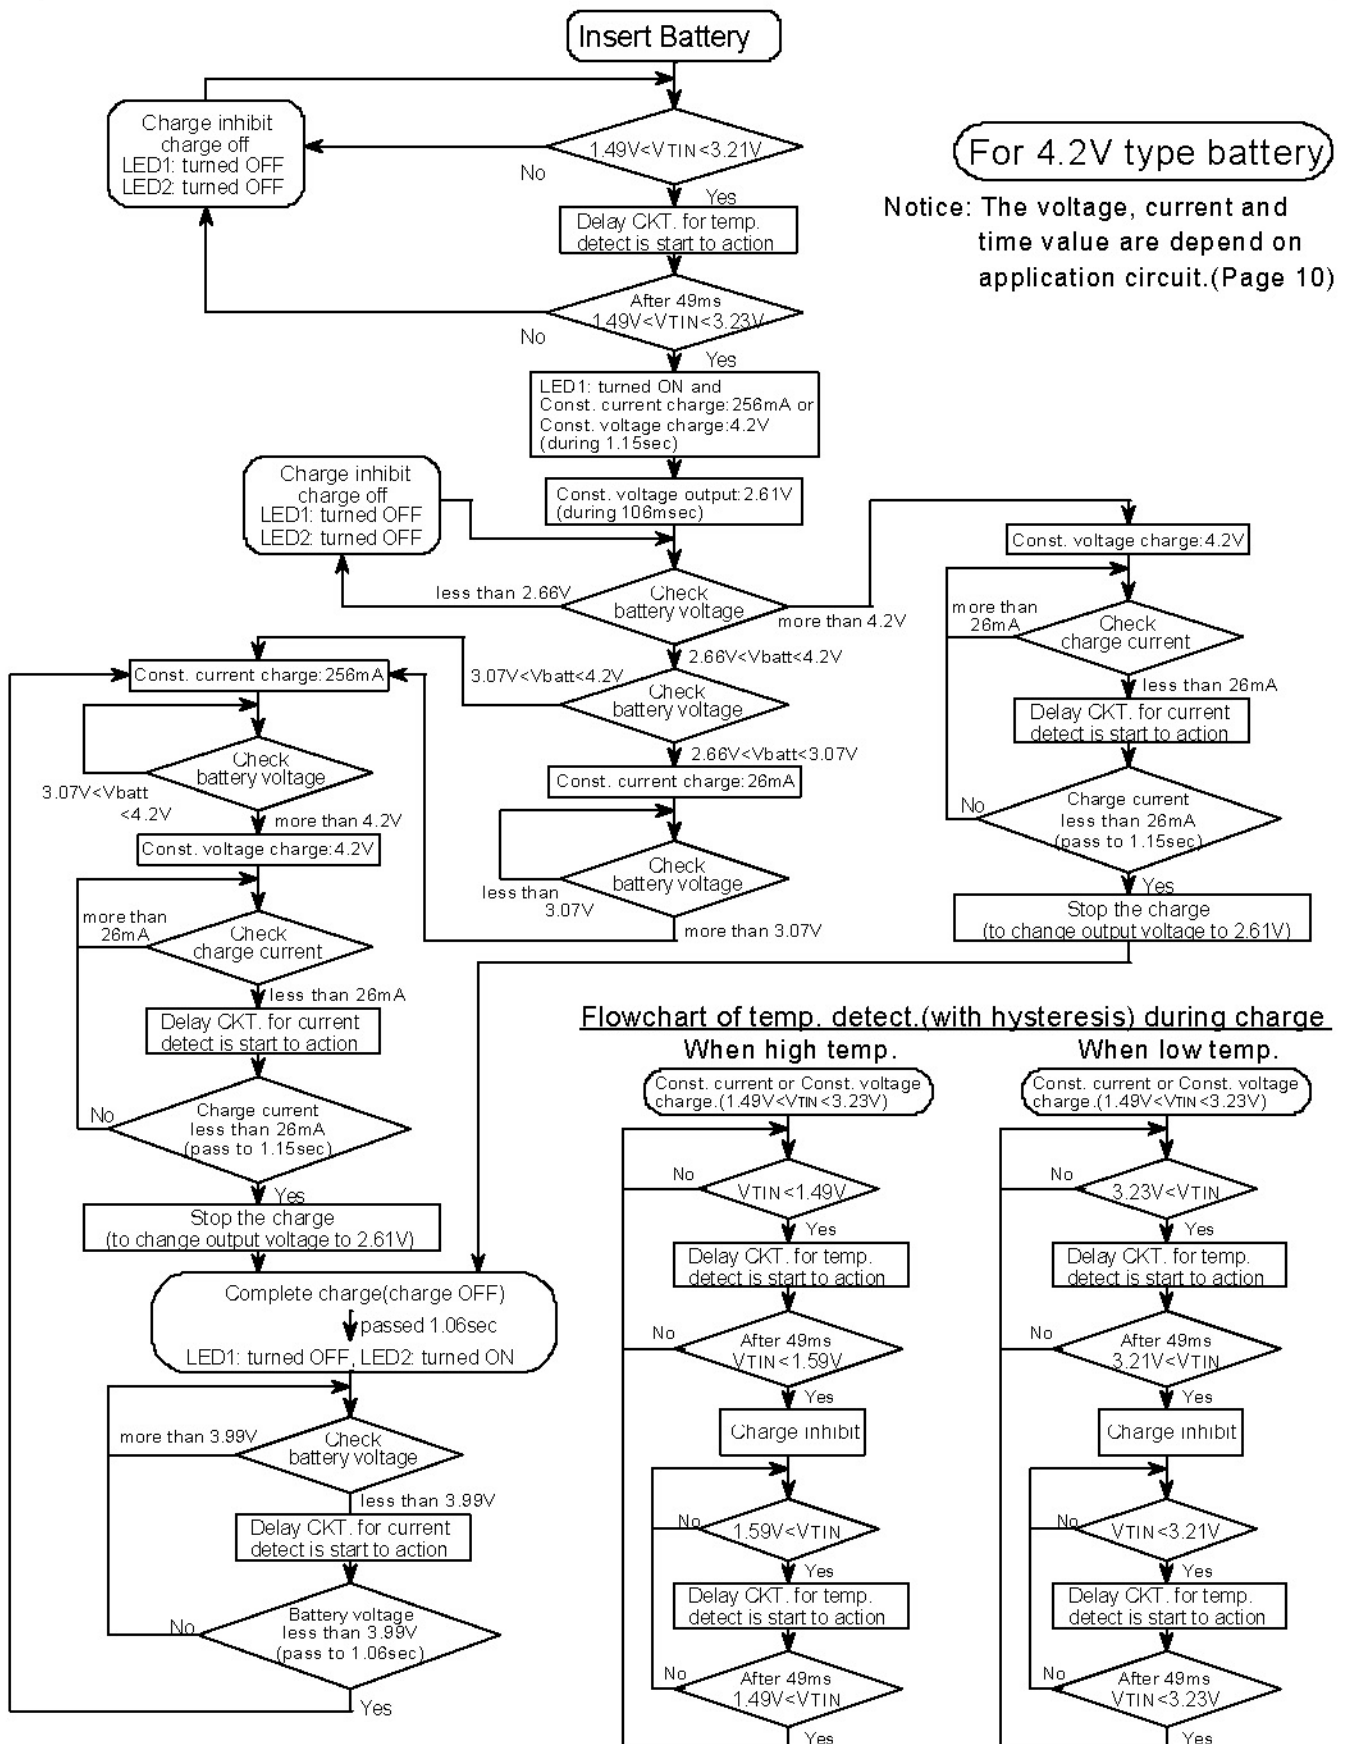 Insert Battery
Charge inhibit
charge off
LED1: turned OFF
LED2: turned OFF
1.49V<VTIN<3.21V
No
Yes
For 4.2V type battery
Notice: The voltage, current and
time value are depend on
application circuit.(Page 10)
Delay CKT. for temp.
detect is start to action
After 49ms
1.49V<VTIN<3.23V
No
Yes
LED1: turned ON and
Const. current charge:256mA or
Const. voltage charge:4.2V
(during 1.15sec)
Charge inhibit
charge off
LED1: turned OFF
LED2: turned OFF
Const. voltage output:2.61V
(during 106msec)
less than 2.66V
Check
battery voltage
more than 4.2V
2.66V<Vbatt<4.2V
Const. voltage charge:4.2V
more than
26mA
Check
charge current
less than 26mA
Delay CKT. for current
detect is start to action
No
Charge current
less than 26mA
(pass to 1.15sec)
Yes
Stop the charge
(to change output voltage to 2.61V)
3.07V<Vbatt<4.2V
Check
battery voltage
2.66V<Vbatt<3.07V
Const. current charge:26mA
Check
battery voltage
less than
3.07V
more than 3.07V
Const. current charge:256mA
Check
battery voltage
3.07V<Vbatt
<4.2V
more than 4.2V
Const. voltage charge:4.2V
more than
26mA
Check
charge current
less than 26mA
Delay CKT. for current
detect is start to action
No
Charge current
less than 26mA
(pass to 1.15sec)
Yes
Stop the charge
(to change output voltage to 2.61V)
Complete charge(charge OFF)
passed 1.06sec
LED1: turned OFF, LED2: turned ON
more than 3.99V
Check
battery voltage
less than 3.99V
Delay CKT. for current
detect is start to action
No
Battery voltage
less than 3.99V
(pass to 1.06sec)
Yes
Flowchart of temp. detect.(with hysteresis) during charge
When high temp.
Const. current or Const. voltage
charge.(1.49V<VTIN<3.23V)
No
VTIN<1.49V
Yes
Delay CKT. for temp.
detect is start to action
No
After 49ms
VTIN<1.59V
Yes
Charge inhibit
No
1.59V<VTIN
Yes
Delay CKT. for temp.
detect is start to action
No
After 49ms
1.49V<VTIN
Yes
When low temp.
Const. current or Const. voltage
charge.(1.49V<VTIN<3.23V)
No
3.23V<VTIN
Yes
Delay CKT. for temp.
detect is start to action
No
After 49ms
3.21V<VTIN
Yes
Charge inhibit
No
VTIN<3.21V
Yes
Delay CKT. for temp.
detect is start to action
No
After 49ms
VTIN<3.23V
Yes